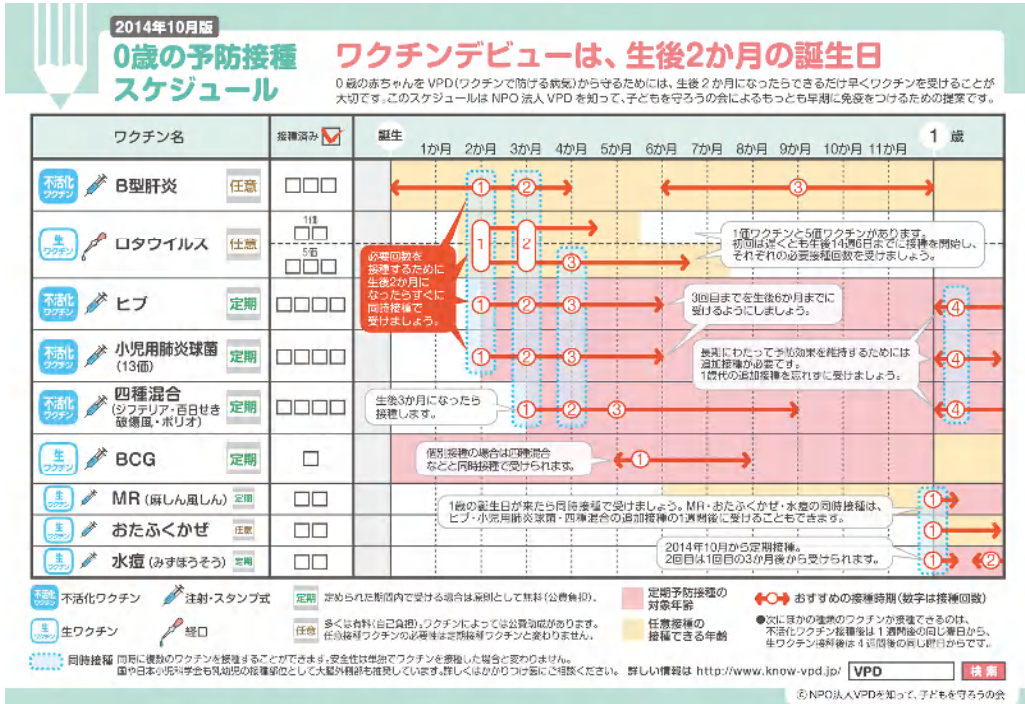 2014年10月版
0歳の予防接種
スケジュール
ワクチンデビューは、生後2か月の誕生日
0歳の赤ちゃんをVPD(ワクチンで防げる病気)から守るためには、生後2か月になったらできるだけ早くワクチンを受けることが
大切です。このスケジュールはNPO法人VPDを知って、子どもを守ろうの会によるもっとも早期に免疫をつけるための提案です。
ワクチン名 接種済み 誕生 1か月 2か月 3か月 4か月 5か月 6か月 7か月 8か月 9か月 10か月 11か月 1歳
不活化ワクチン B型肝炎 任意 □□□ ① ② ③
生ワクチン ロタウイルス 任意
1価 □□
5価 □□□
1 2 ③
1価ワクチンと5価ワクチンがあります。
初回は遅くとも生後14週6日までに接種を開始し、
それぞれの必要接種回数を受けましょう。
必要回数を
接種するために
生後2か月に
なったらすぐに
同時接種で
受けましょう。
不活化ワクチン ヒブ 定期 □□□□ ① ② ③ ④
3回目までを生後6か月までに
受けるようにしましょう。
不活化ワクチン 小児用肺炎球菌 (13価) 定期 □□□□ ① ② ③ ④
長期にわたって予防効果を維持するためには
追加接種が必要です。
1歳代の追加接種を忘れずに受けましょう。
不活化ワクチン 四種混合 定期 □□□□ ① ② ③ ④
(ジフテリア・百日せき
破傷風・ポリオ)
生後3か月になったら
接種します。
生ワクチン BCG 定期 □ ①
個別接種の場合は四種混合
などと同時接種で受けられます。
生ワクチン MR(麻しん風しん) 定期 □□ ①
1歳の誕生日が来たら同時接種で受けましょう。MR・おたふくかぜ・水痘の同時接種は、
ヒブ・小児用肺炎球菌・四種混合の追加接種の1週間後に受けることもできます。
生ワクチン おたふくかぜ 任意 □□ ①
生ワクチン 水痘(みずぼうそう) 定期 □□ ① ②
2014年10月から定期接種。
2回目は1回目の3か月後から受けられます。
不活化ワクチン 不活化ワクチン 注射・スタンプ式
生ワクチン 生ワクチン 経口
定期 定められた期間内で受ける場合は原則として無料(公費負担)。
任意 多くは有料(自己負担)。ワクチンによっては公費助成があります。
任意接種ワクチンの必要性は定期接種ワクチンと変わりません。
定期予防接種の
対象年齢
任意接種の
接種できる年齢
おすすめの接種時期(数字は接種回数)
●次にほかの種類のワクチンが接種できるのは、
不活化ワクチン接種後は1週間後の同じ曜日から、
生ワクチン接種後は4週間後の同じ曜日からです。
同時接種 同時に複数のワクチンを接種することができます。安全性は単独でワクチンを接種した場合と変わりません。
国や日本小児科学会も乳幼児の接種部位として大腿外側部も推奨しています。詳しくはかかりつけ医にご相談ください。
詳しい情報は http://www.know-vpd.jp/ VPD 検索
©NPO法人VPDを知って、子どもを守ろうの会